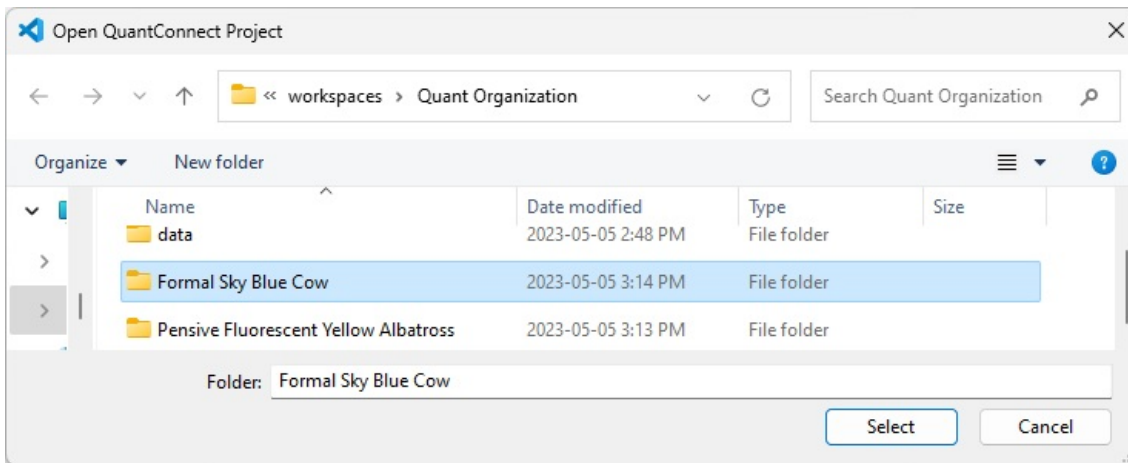 Open QuantConnect Project
« workspaces > Quant Organization
Search Quant Organization
Organize New folder
?
Name Date modified Type Size
data 2023-05-05 2:48 PM File folder
Formal Sky Blue Cow 2023-05-05 3:14 PM File folder
Pensive Fluorescent Yellow Albatross 2023-05-05 3:13 PM File folder
Folder: Formal Sky Blue Cow
Select Cancel